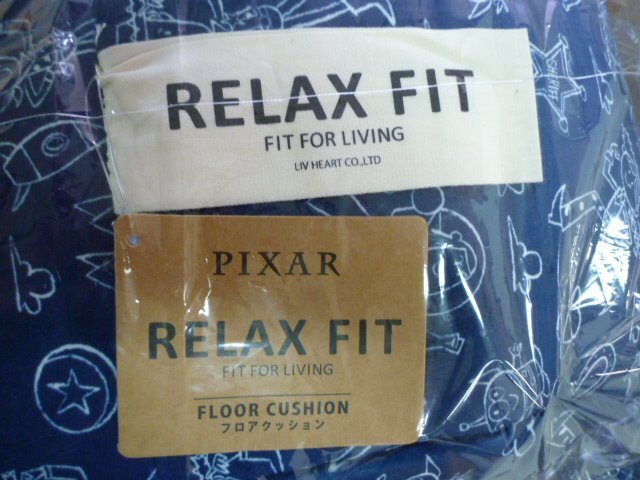 RELAX FIT
FIT FOR LIVING
LIV HEART CO.,LTD
PIXAR
RELAX FIT
FIT FOR LIVING
FLOOR CUSHION
フロアクッション